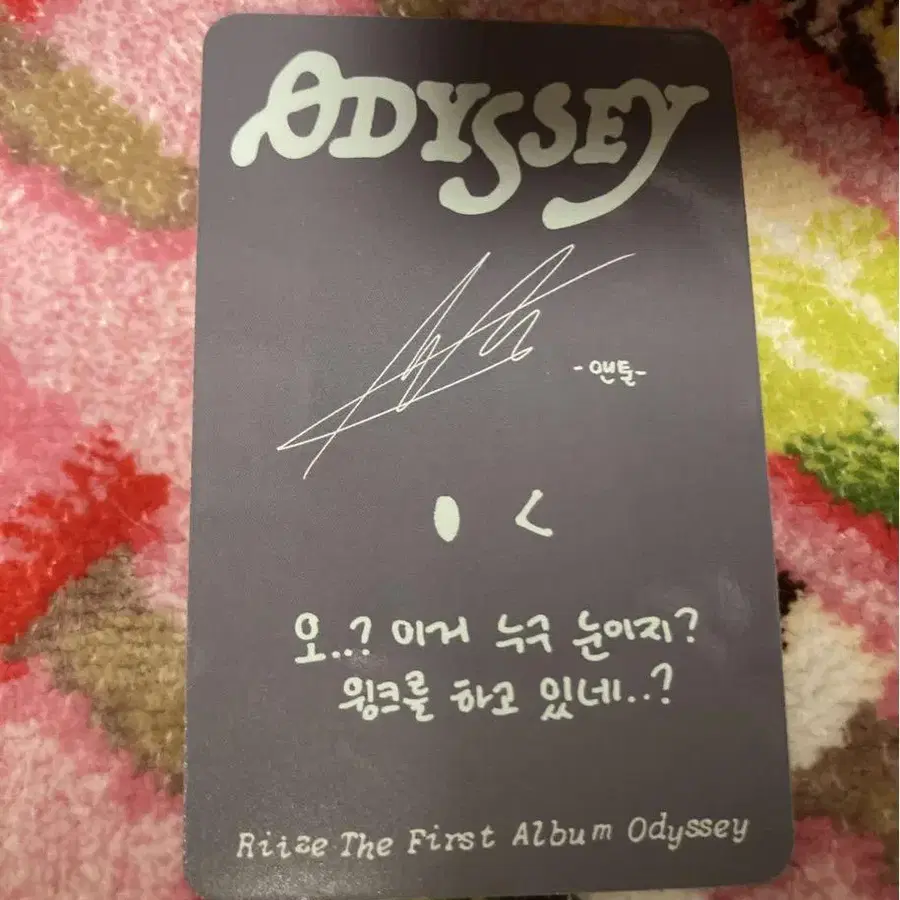 ODYSSEY
-앤톨-
오..? 이거 누구 눈이지?
윙크를 하고 있네..?
Riize The First Album Odyssey